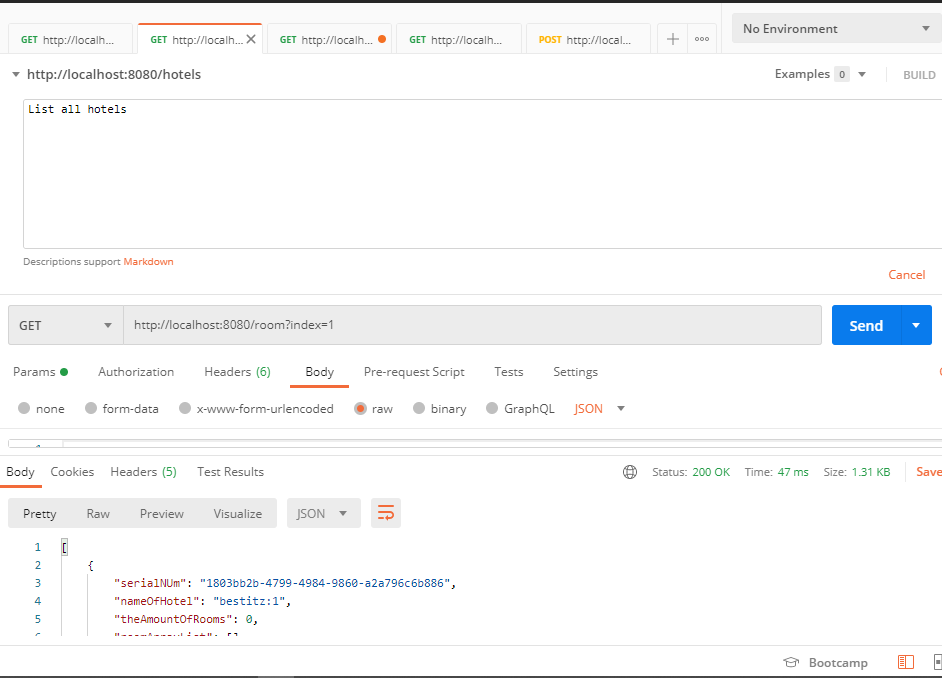 GET http://localh...
GET http://localh...
GET http://localh...
GET http://localh...
POST http://local...
No Environment
http://localhost:8080/hotels
Examples 0
BUILD
List all hotels
Descriptions support Markdown
Cancel
GET
http://localhost:8080/room?index=1
Send
Params
Authorization
Headers (6)
Body
Pre-request Script
Tests
Settings
none
form-data
x-www-form-urlencoded
raw
binary
GraphQL
JSON
Body
Cookies
Headers (5)
Test Results
Status: 200 OK
Time: 47 ms
Size: 1.31 KB
Save
Pretty
Raw
Preview
Visualize
JSON
1 [
2 {
3 "serialNUm": "1803bb2b-4799-4984-9860-a2a796c6b886",
4 "nameOfHotel": "bestitz:1",
5 "theAmountOfRooms": 0,
Bootcamp